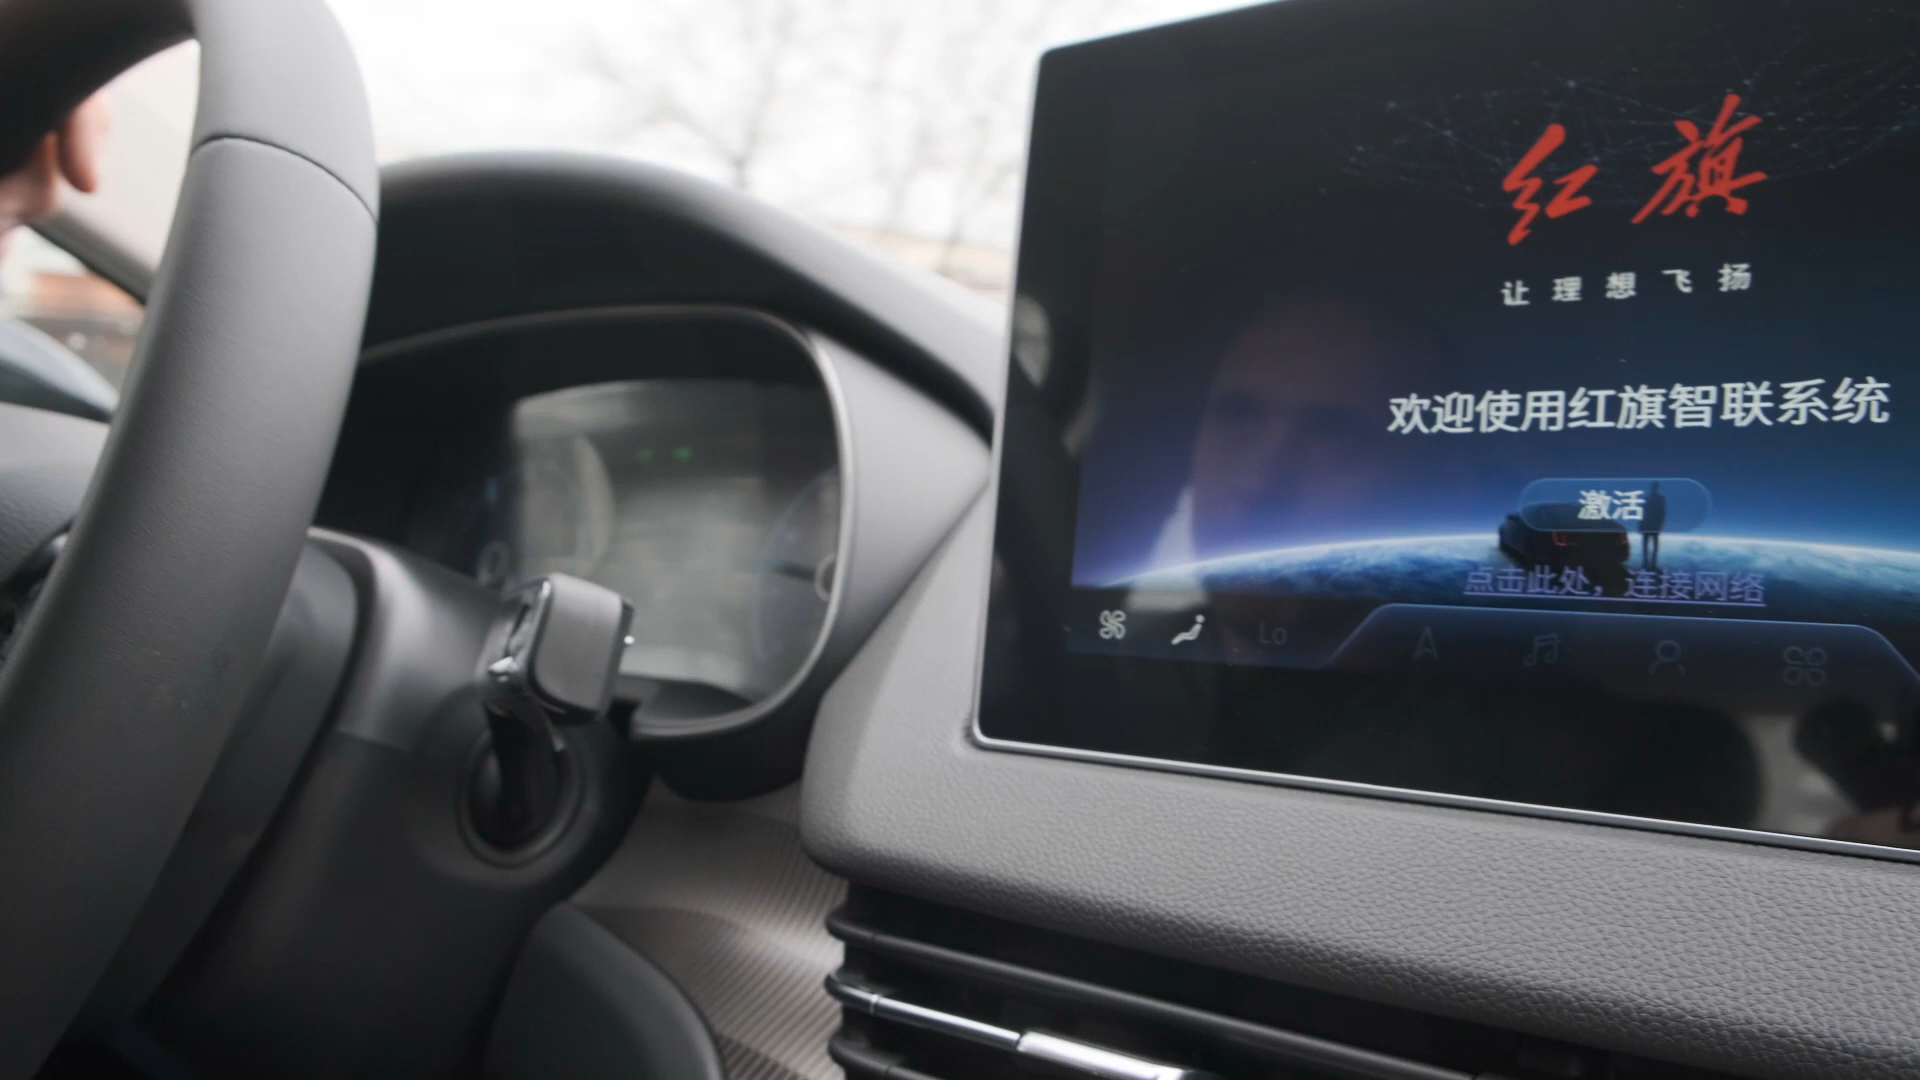 红旗
让理想飞扬
欢迎使用红旗智联系统
激活
点击此处，连接网络
Lo